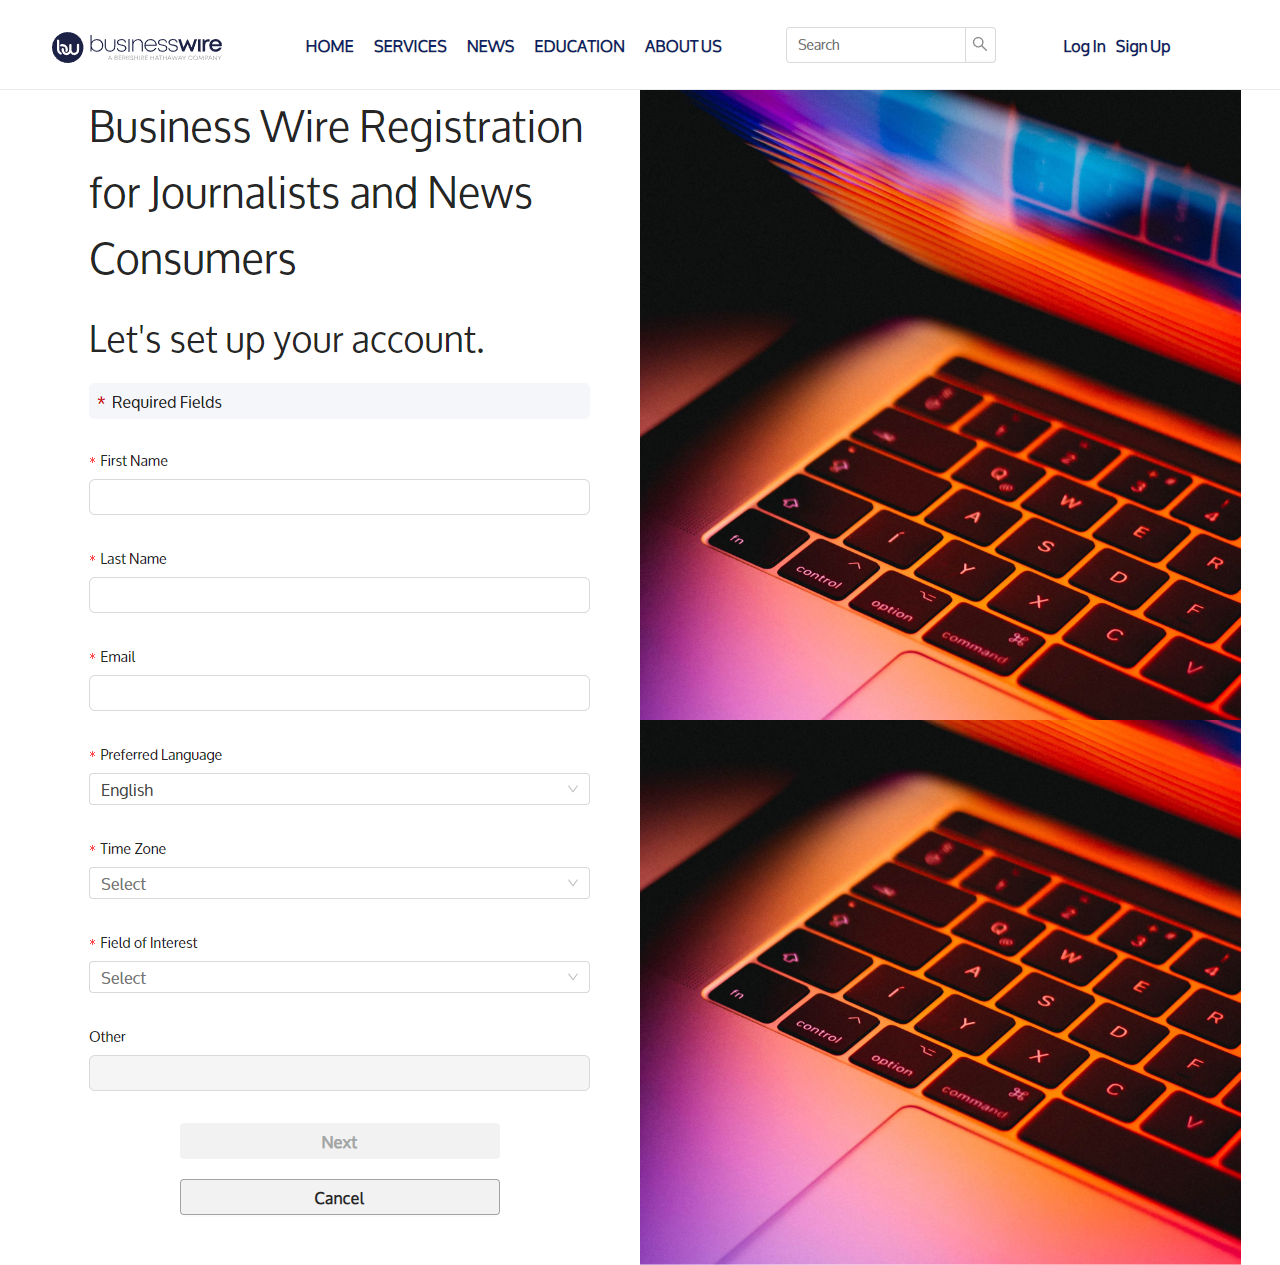 bw businesswire
A BERKSHIRE HATHAWAY COMPANY
HOME SERVICES NEWS EDUCATION ABOUT US
Search
Log In Sign Up
Business Wire Registration
for Journalists and News
Consumers
Let's set up your account.
* Required Fields
* First Name
* Last Name
* Email
* Preferred Language
English
* Time Zone
Select
* Field of Interest
Select
Other
Next
Cancel
Q 2 3 4
A W E R
fn Í S D F
control Y X C V
option
command
Q 2 3 4
A W E R
fn Í S D F
control Y X C V
option
command